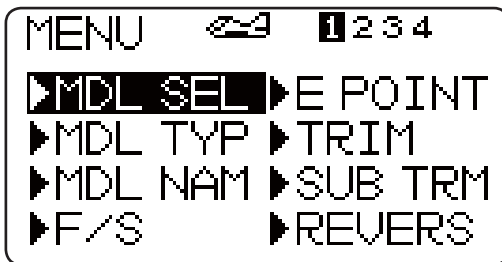 MENU 1234
▶MDL SEL ▶E POINT
▶MDL TYP ▶TRIM
▶MDL NAM ▶SUB TRM
▶F/S ▶REVERS